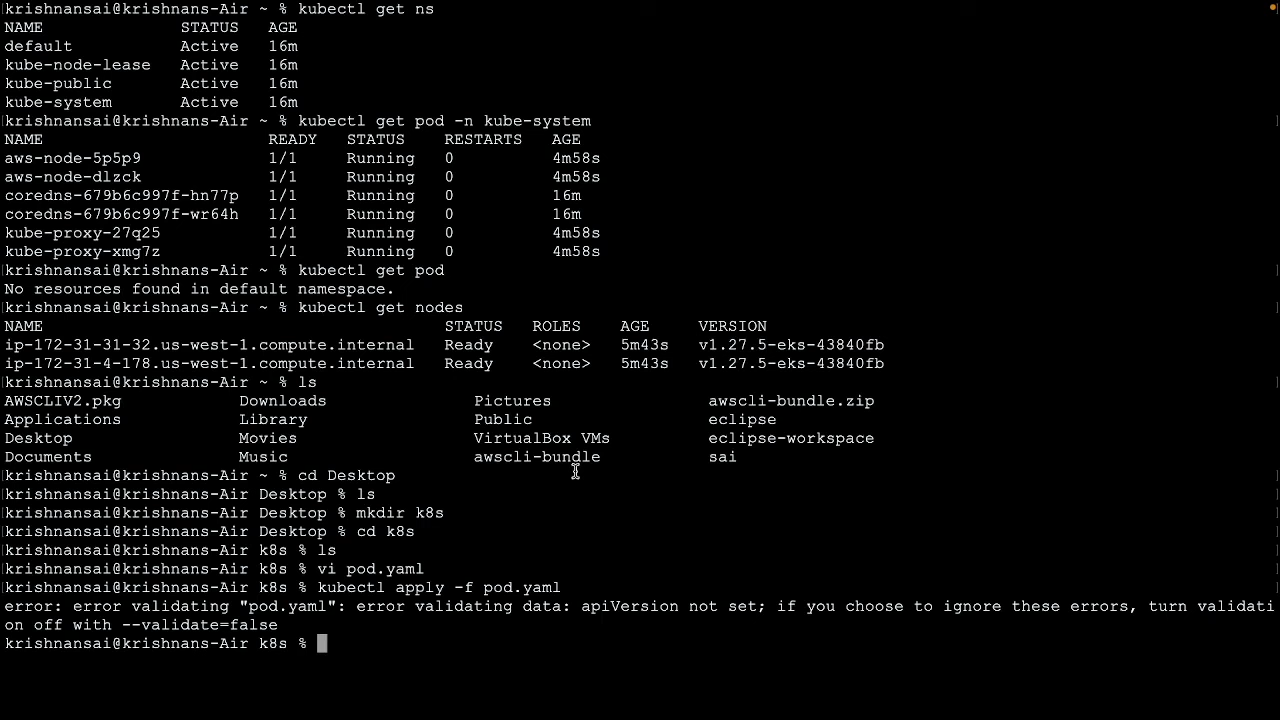 krishnansai@krishnans-Air ~ % kubectl get ns
NAME STATUS AGE
default Active 16m
kube-node-lease Active 16m
kube-public Active 16m
kube-system Active 16m
krishnansai@krishnans-Air ~ % kubectl get pod -n kube-system
NAME READY STATUS RESTARTS AGE
aws-node-5p5p9 1/1 Running 0 4m58s
aws-node-dlzck 1/1 Running 0 4m58s
coredns-679b6c997f-hn77p 1/1 Running 0 16m
coredns-679b6c997f-wr64h 1/1 Running 0 16m
kube-proxy-27q25 1/1 Running 0 4m58s
kube-proxy-xmg7z 1/1 Running 0 4m58s
krishnansai@krishnans-Air ~ % kubectl get pod
No resources found in default namespace.
krishnansai@krishnans-Air ~ % kubectl get nodes
NAME STATUS ROLES AGE VERSION
ip-172-31-31-32.us-west-1.compute.internal Ready <none> 5m43s v1.27.5-eks-43840fb
ip-172-31-4-178.us-west-1.compute.internal Ready <none> 5m43s v1.27.5-eks-43840fb
krishnansai@krishnans-Air ~ % ls
AWSCLIV2.pkg Downloads Pictures awscli-bundle.zip
Applications Library Public eclipse
Desktop Movies VirtualBox VMs eclipse-workspace
Documents Music awscli-bundle sai
krishnansai@krishnans-Air ~ % cd Desktop
krishnansai@krishnans-Air Desktop % ls
krishnansai@krishnans-Air Desktop % mkdir k8s
krishnansai@krishnans-Air Desktop % cd k8s
krishnansai@krishnans-Air k8s % ls
krishnansai@krishnans-Air k8s % vi pod.yaml
krishnansai@krishnans-Air k8s % kubectl apply -f pod.yaml
error: error validating "pod.yaml": error validating data: apiVersion not set; if you choose to ignore these errors, turn validati
on off with --validate=false
krishnansai@krishnans-Air k8s %